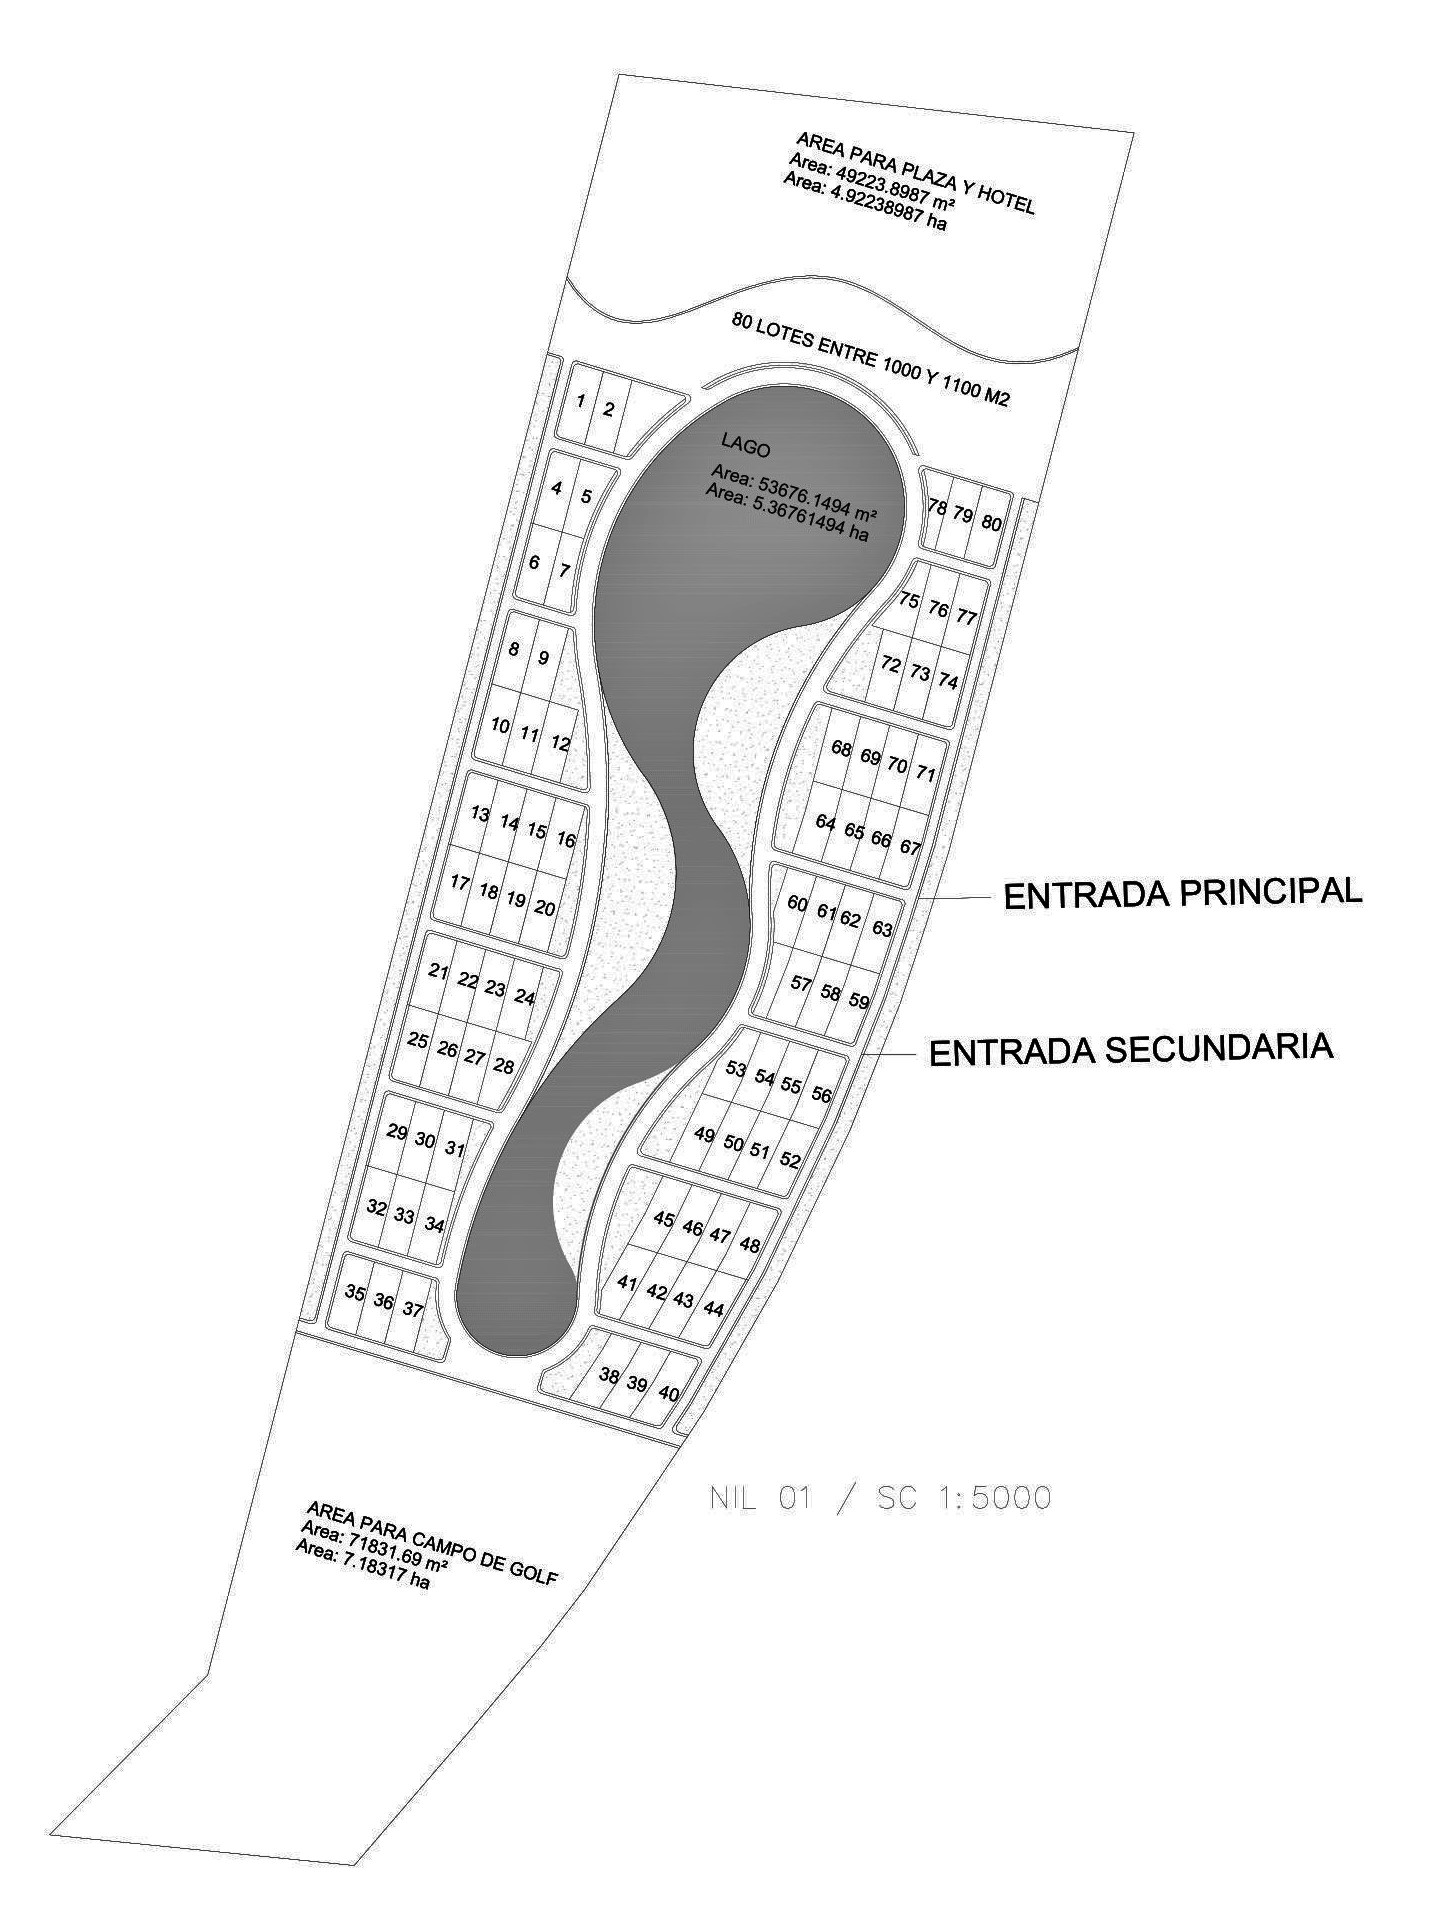 AREA PARA PLAZA Y HOTEL
Area: 49223.8987 m²
Area: 4.92238987 ha
80 LOTES ENTRE 1000 Y 1100 M2
LAGO
Area: 53676.1494 m²
Area: 5.36761494 ha
1 2
4 5
6 7
8 9
10 11 12
13 14 15 16
17 18 19 20
21 22 23 24
25 26 27 28
29 30 31
32 33 34
35 36 37
78 79 80
75 76 77
72 73 74
68 69 70 71
64 65 66 67
60 61 62 63
57 58 59
53 54 55 56
49 50 51 52
45 46 47 48
41 42 43 44
38 39 40
ENTRADA PRINCIPAL
ENTRADA SECUNDARIA
NIL 01 / SC 1:5000
AREA PARA CAMPO DE GOLF
Area: 71831.69 m²
Area: 7.18317 ha